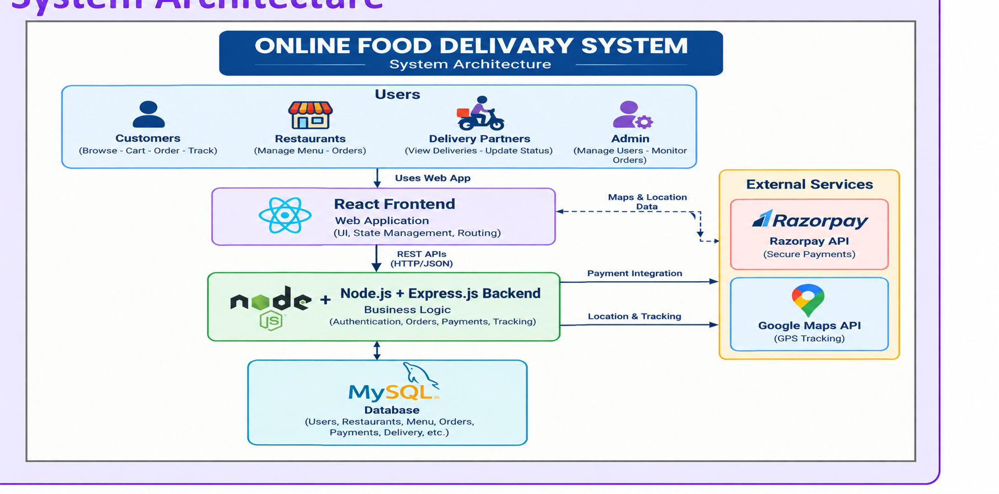 System Architecture
ONLINE FOOD DELIVARY SYSTEM
System Architecture
Users
Customers
(Browse - Cart - Order - Track)
Restaurants
(Manage Menu - Orders)
Delivery Partners
(View Deliveries - Update Status)
Admin
(Manage Users - Monitor
Orders)
Uses Web App
React Frontend
Web Application
(UI, State Management, Routing)
Maps & Location
Data
External Services
Razorpay
Razorpay API
(Secure Payments)
REST APIs
(HTTP/JSON)
Payment Integration
node
JS
+
Node.js + Express.js Backend
Business Logic
(Authentication, Orders, Payments, Tracking)
Location & Tracking
Google Maps API
(GPS Tracking)
MySQL
Database
(Users, Restaurants, Menu, Orders,
Payments, Delivery, etc.)